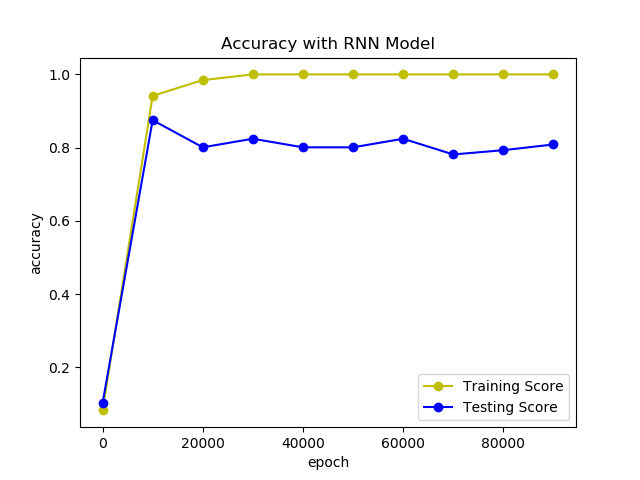 Accuracy with RNN Model
1.0
0.8
0.6
0.4
0.2
accuracy
0
20000
40000
60000
80000
epoch
Training Score
Testing Score